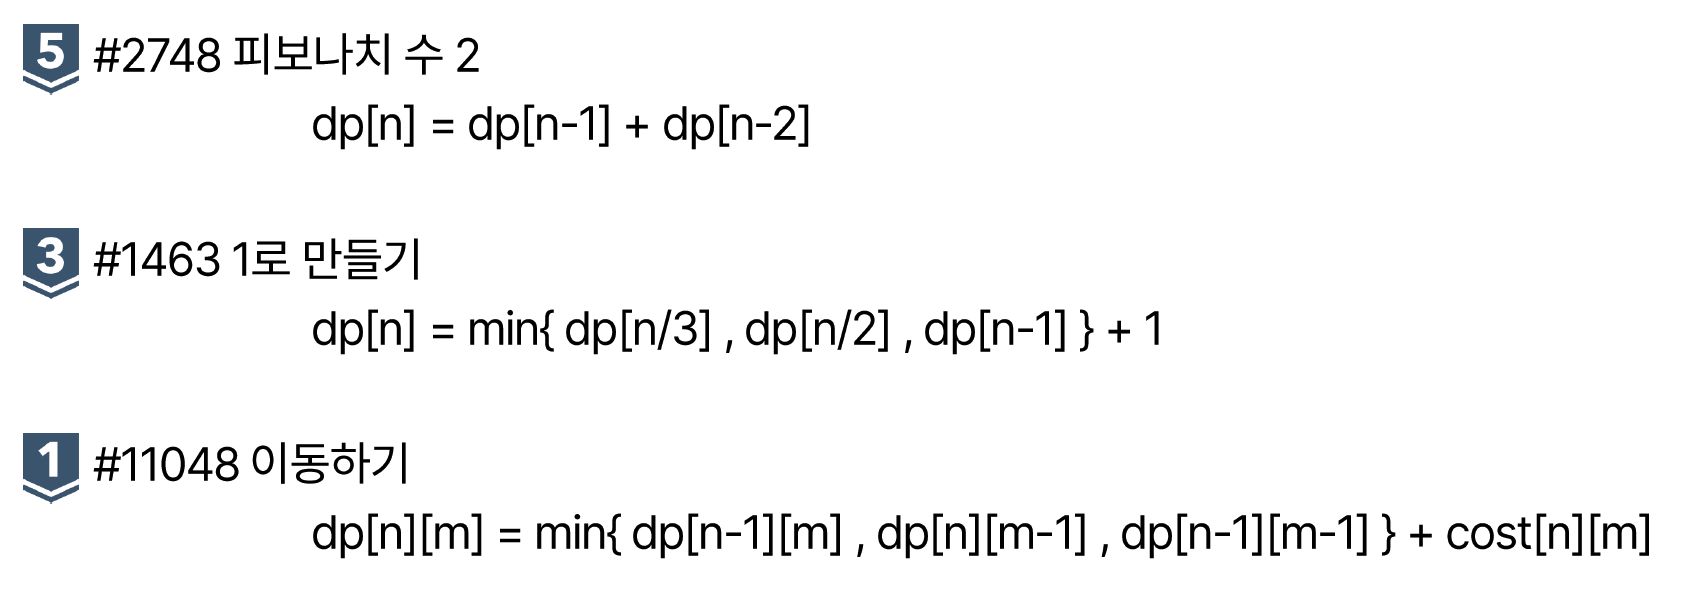 5 #2748 피보나치 수 2
dp[n] = dp[n-1] + dp[n-2]
3 #1463 1로 만들기
dp[n] = min{ dp[n/3] , dp[n/2] , dp[n-1] } + 1
1 #11048 이동하기
dp[n][m] = min{ dp[n-1][m] , dp[n][m-1] , dp[n-1][m-1] } + cost[n][m]